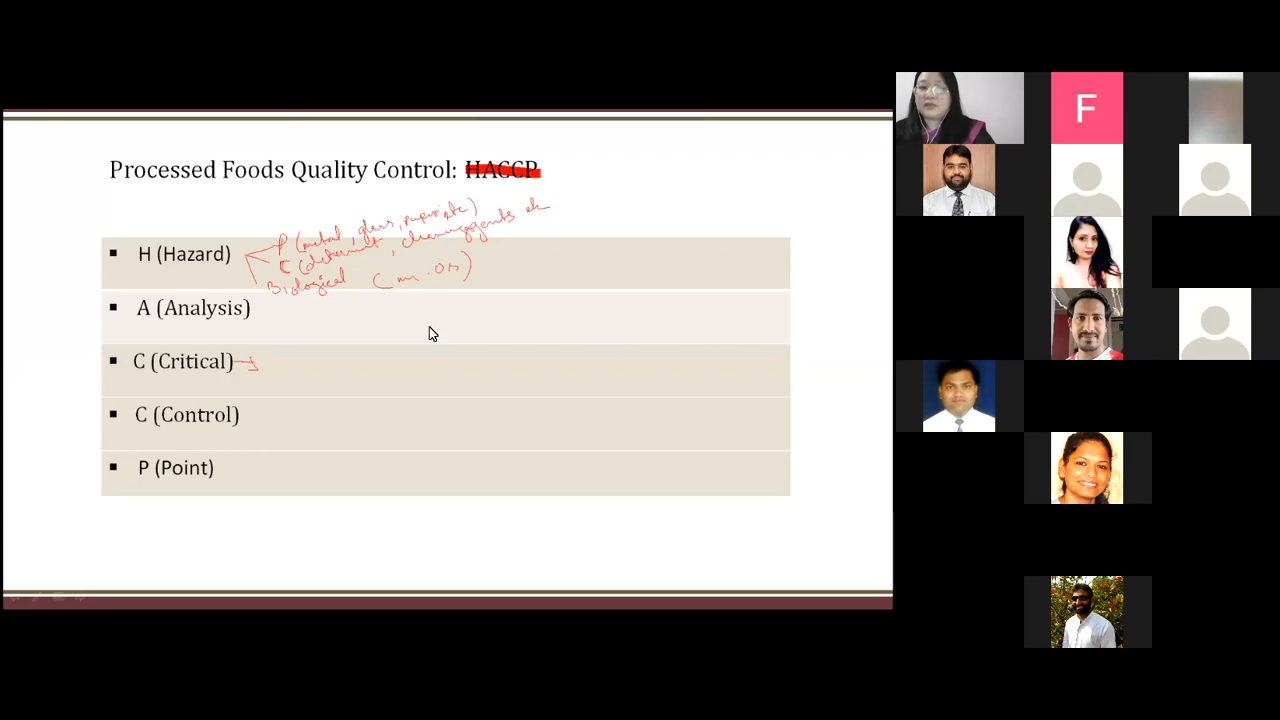 Processed Foods Quality Control: HACCP
P (metal, glass, paper, etc)
C (detergent, cleaning agents etc
▪ H (Hazard)
Biological (m.os)
▪ A (Analysis)
▪ C (Critical)
▪ C (Control)
▪ P (Point)
F